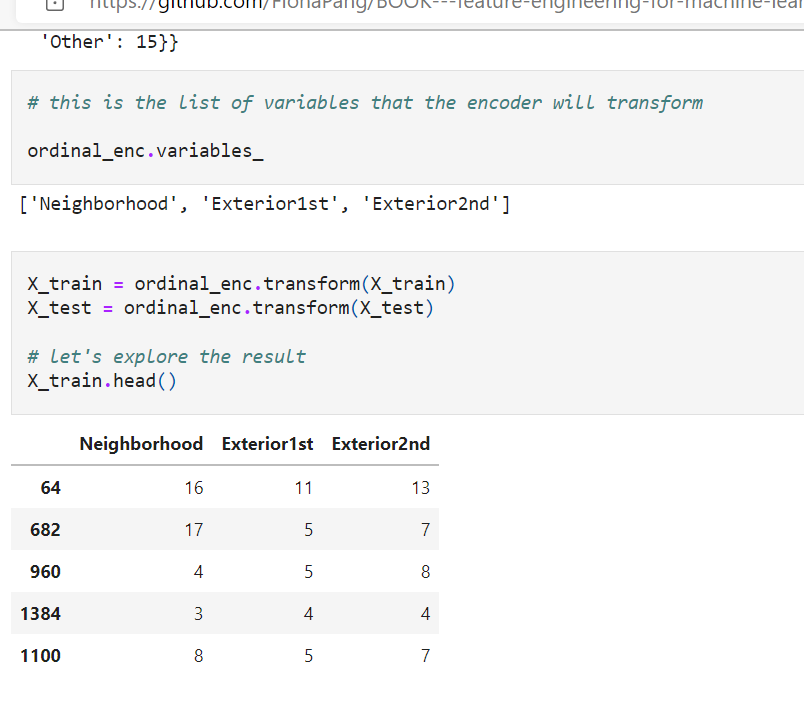 https://github.com/FionaPang/BOOK---feature-engineering-for-machine-lear
'Other': 15}}
# this is the list of variables that the encoder will transform
ordinal_enc.variables_
['Neighborhood', 'Exterior1st', 'Exterior2nd']
X_train = ordinal_enc.transform(X_train)
X_test = ordinal_enc.transform(X_test)
# let's explore the result
X_train.head()
Neighborhood Exterior1st Exterior2nd
64 16 11 13
682 17 5 7
960 4 5 8
1384 3 4 4
1100 8 5 7